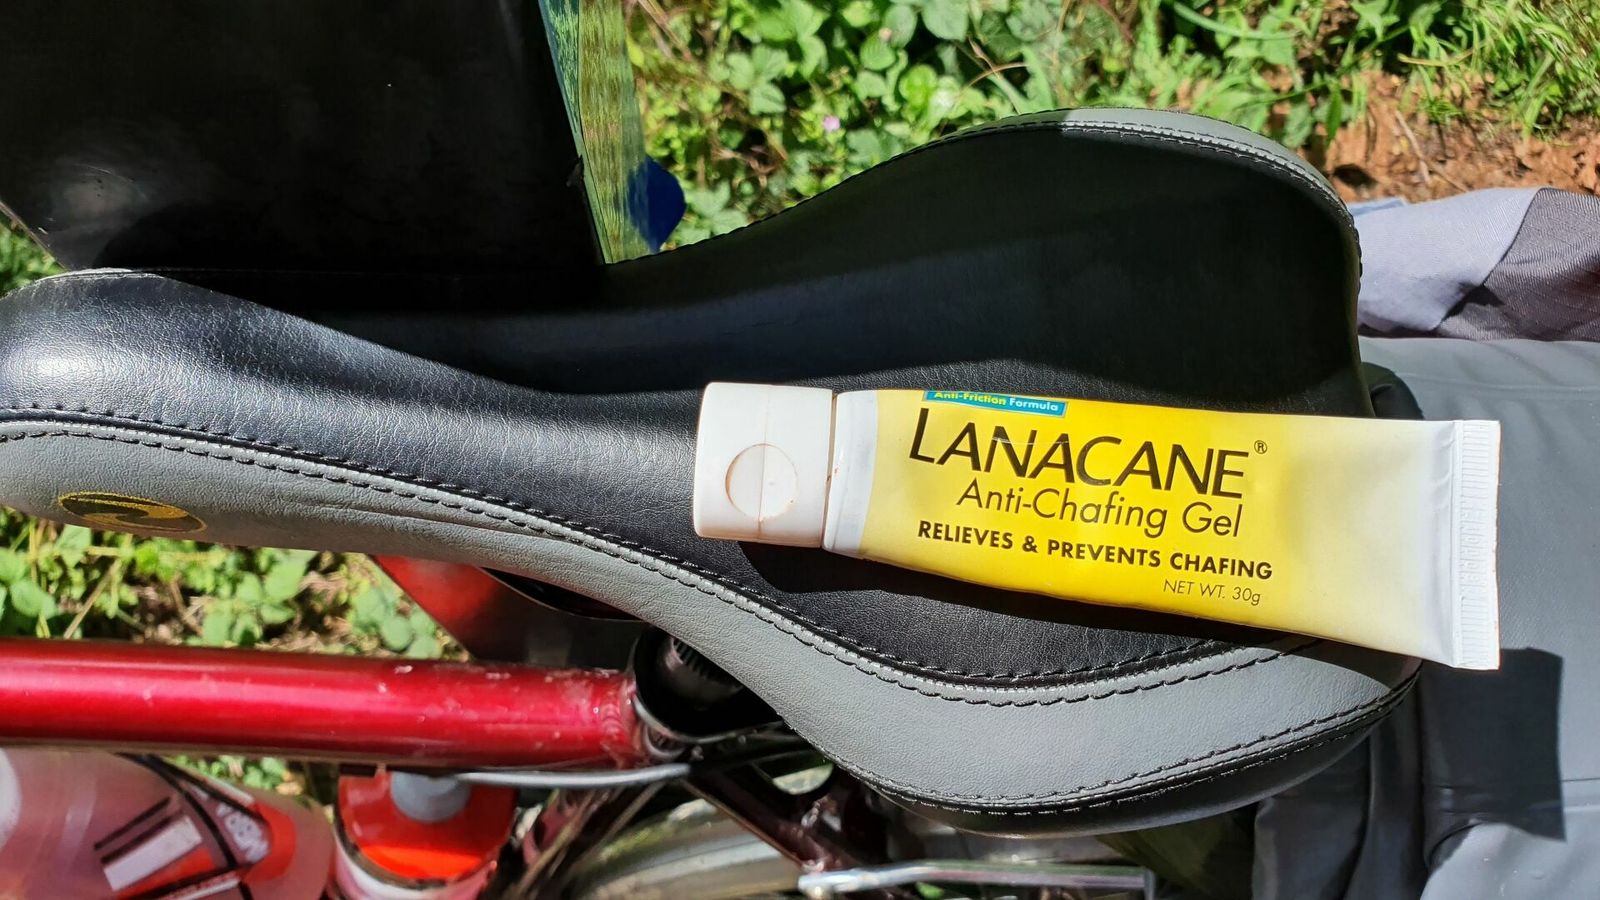 Anti-Friction Formula
LANACANE®
Anti-Chafing Gel
RELIEVES & PREVENTS CHAFING
NET WT. 30g